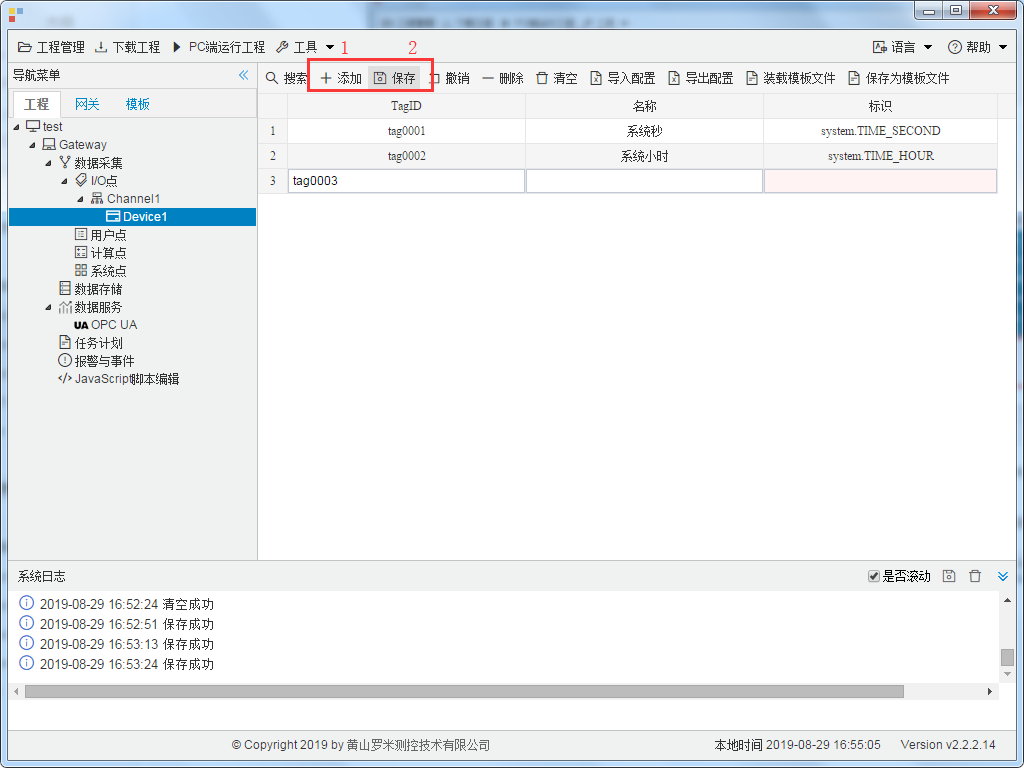 工程管理 下载工程 PC端运行工程 工具 1 2 语言 帮助
导航菜单
搜索 添加 保存 撤销 删除 清空 导入配置 导出配置 装载模板文件 保存为模板文件
工程 网关 模板
TagID 名称 标识
1 tag0001 系统秒 system.TIME_SECOND
2 tag0002 系统小时 system.TIME_HOUR
3 tag0003
test
Gateway
数据采集
I/O点
Channel1
Device1
用户点
计算点
系统点
数据存储
数据服务
UA OPC UA
任务计划
报警与事件
JavaScript脚本编辑
系统日志 是否滚动
2019-08-29 16:52:24 清空成功
2019-08-29 16:52:51 保存成功
2019-08-29 16:53:13 保存成功
2019-08-29 16:53:24 保存成功
© Copyright 2019 by 黄山罗米测控技术有限公司 本地时间 2019-08-29 16:55:05 Version v2.2.2.14